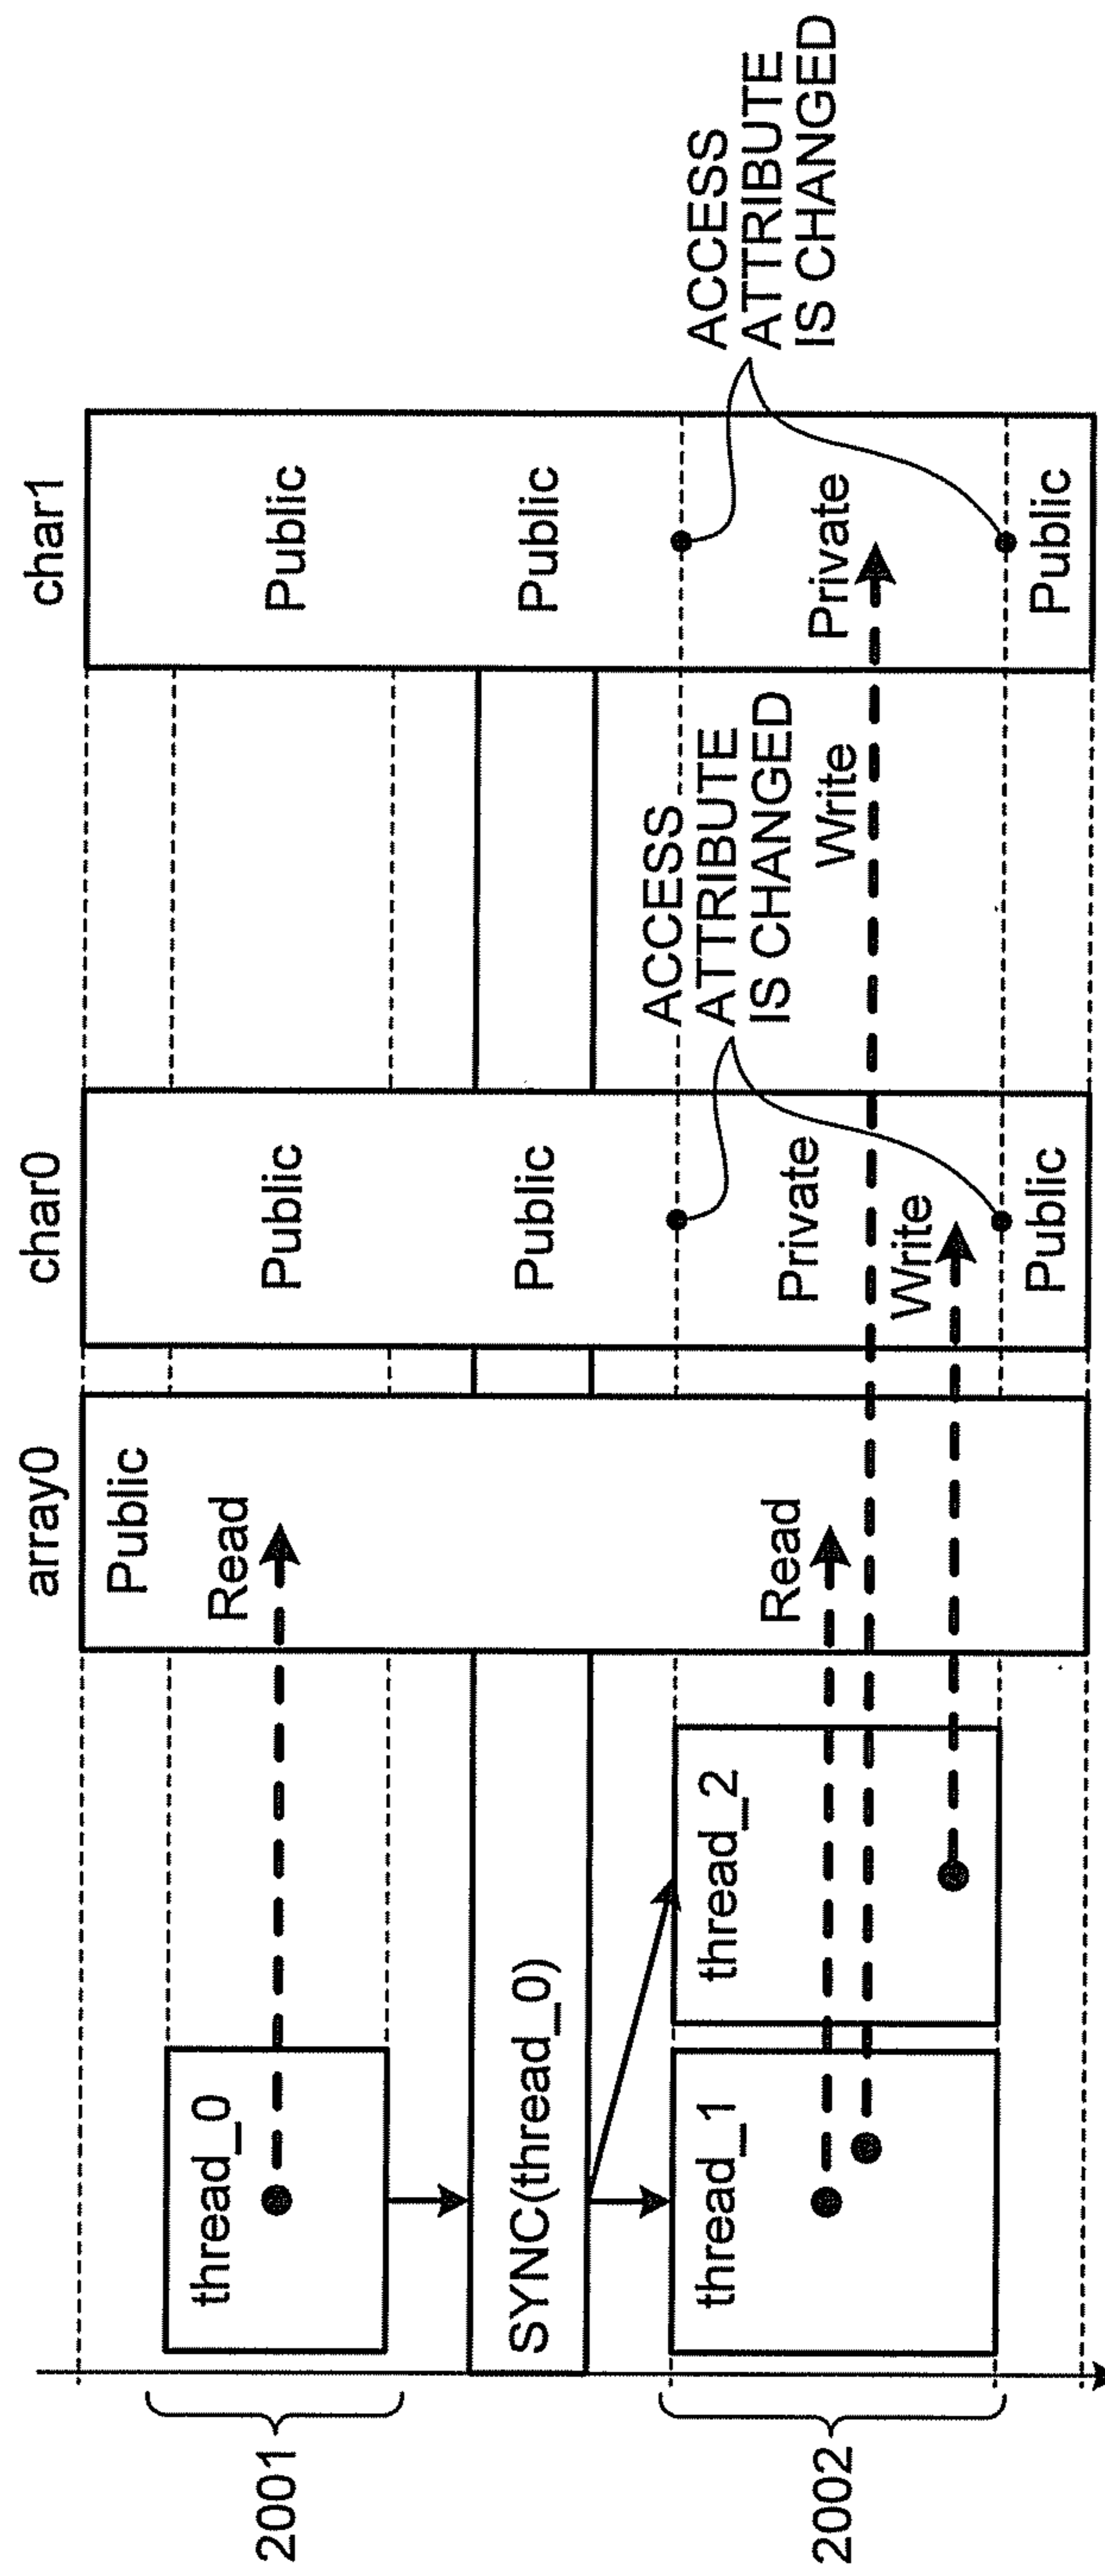 array0
char0
char1
Public
2001
thread_0
Read
Public
Public
SYNC(thread_0)
Public
Public
ACCESS
ATTRIBUTE
IS CHANGED
ACCESS
ATTRIBUTE
IS CHANGED
2002
thread_1
thread_2
Read
Private
Write
Private
Write
Public
Public